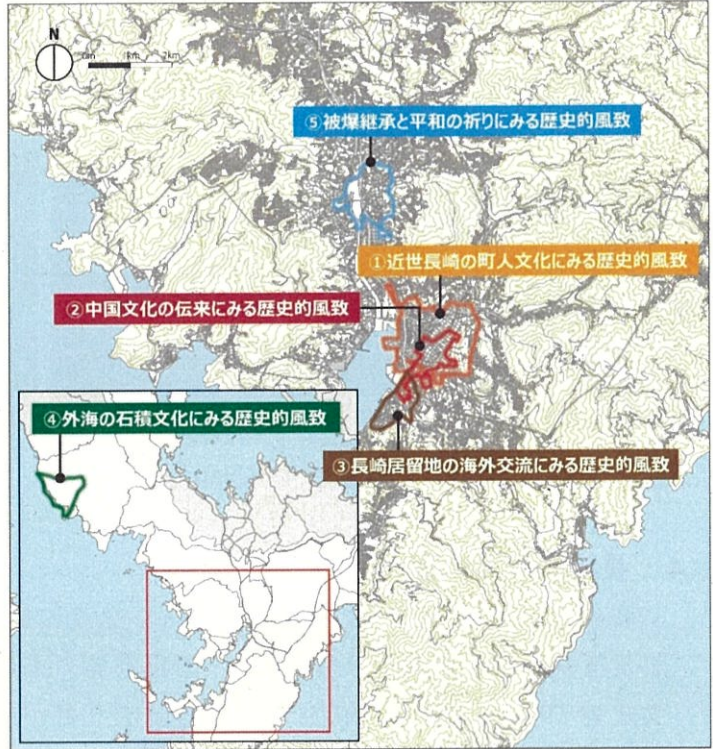 N
0m 1km 2km
⑤被爆継承と平和の祈りにみる歴史的風致
①近世長崎の町人文化にみる歴史的風致
②中国文化の伝来にみる歴史的風致
④外海の石積文化にみる歴史的風致
③長崎居留地の海外交流にみる歴史的風致